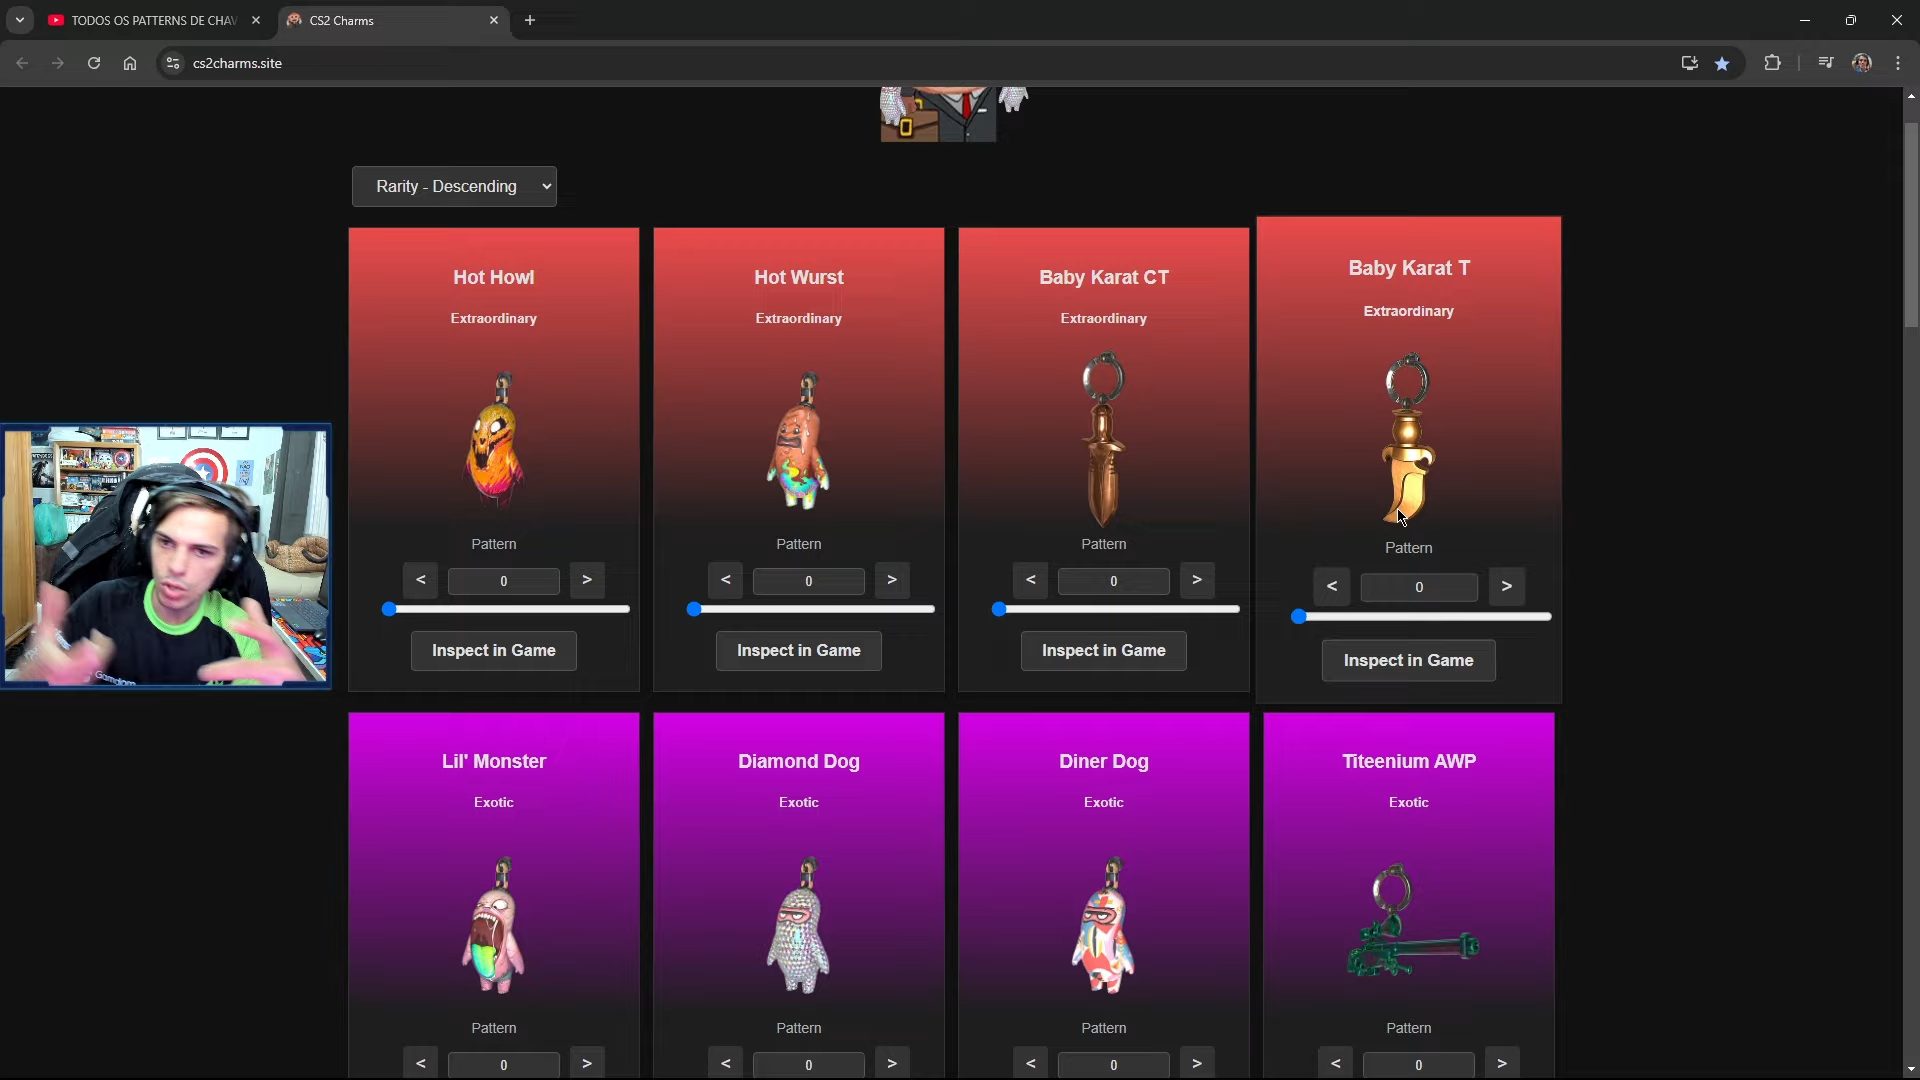 TODOS OS PATTERNS DE CHAV
CS2 Charms
cs2charms.site
Rarity - Descending
Hot Howl
Extraordinary
Pattern
<
0
>
Inspect in Game
Hot Wurst
Extraordinary
Pattern
<
0
>
Inspect in Game
Baby Karat CT
Extraordinary
Pattern
<
0
>
Inspect in Game
Baby Karat T
Extraordinary
Pattern
<
0
>
Inspect in Game
Lil' Monster
Exotic
Pattern
<
0
>
Diamond Dog
Exotic
Pattern
<
0
>
Diner Dog
Exotic
Pattern
<
0
>
Titeenium AWP
Exotic
Pattern
<
0
>